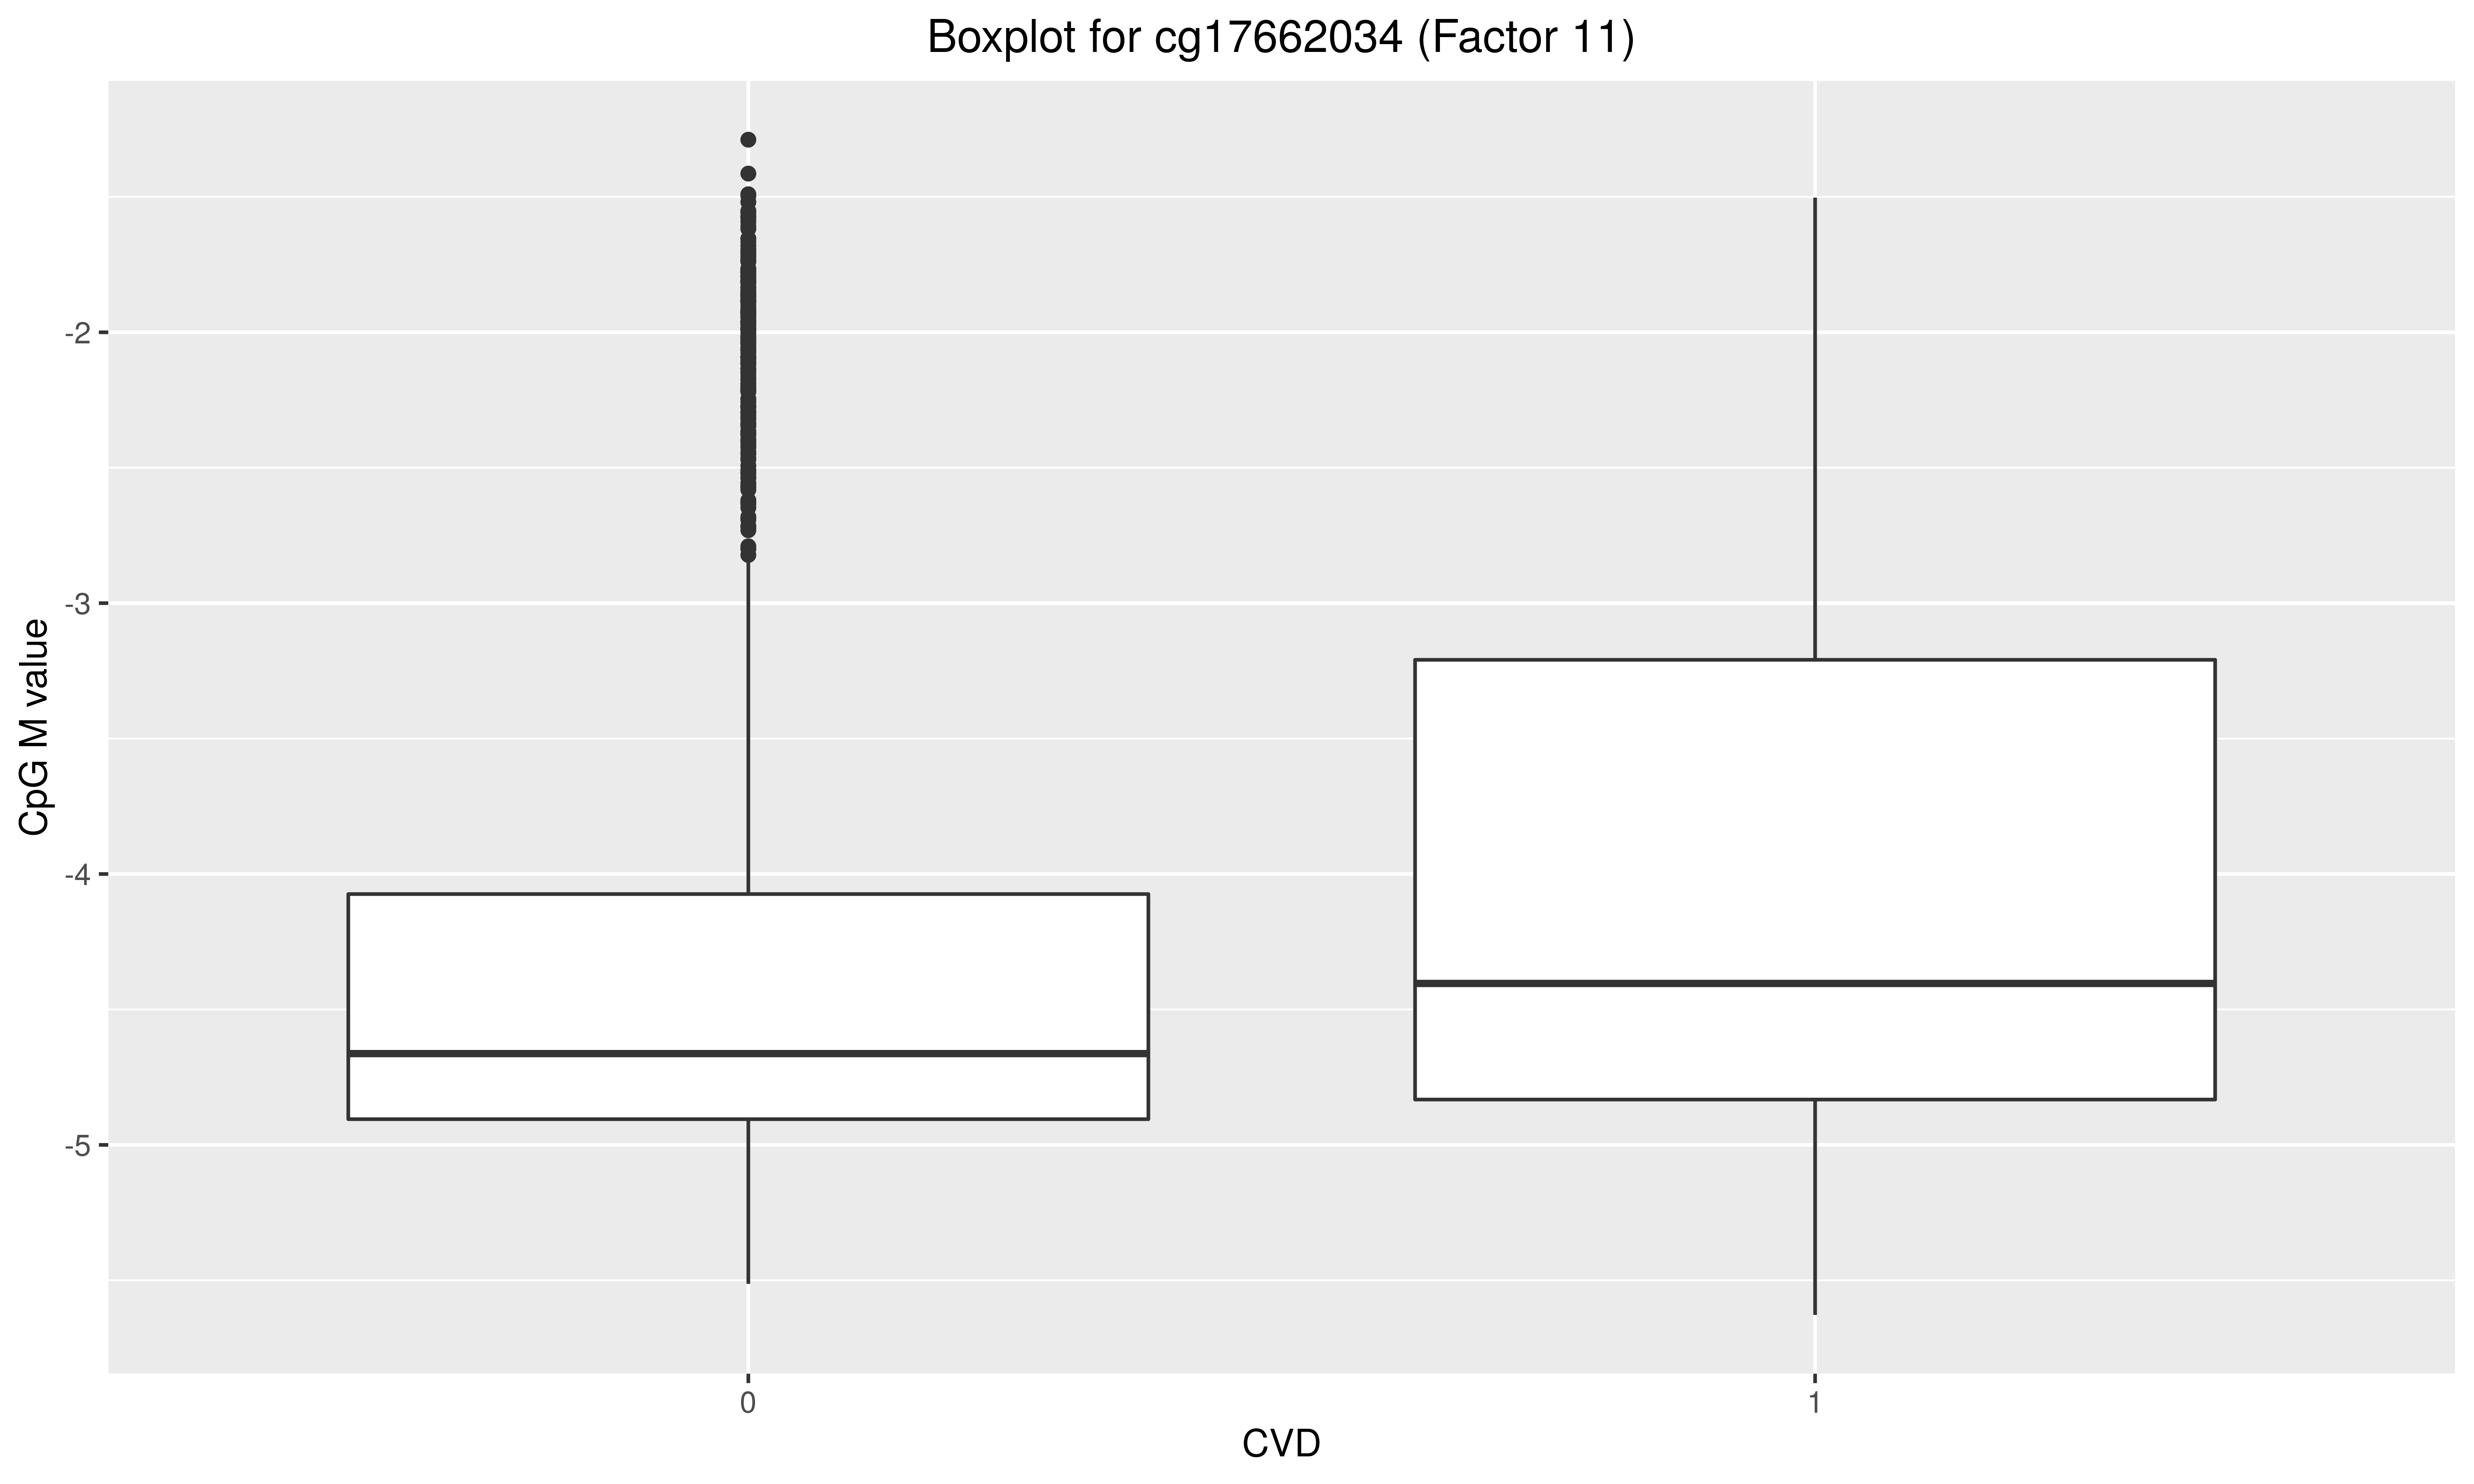 Boxplot for cg17662034 (Factor 11)
CpG M value
-2
-3
-4
-5
0
1
CVD